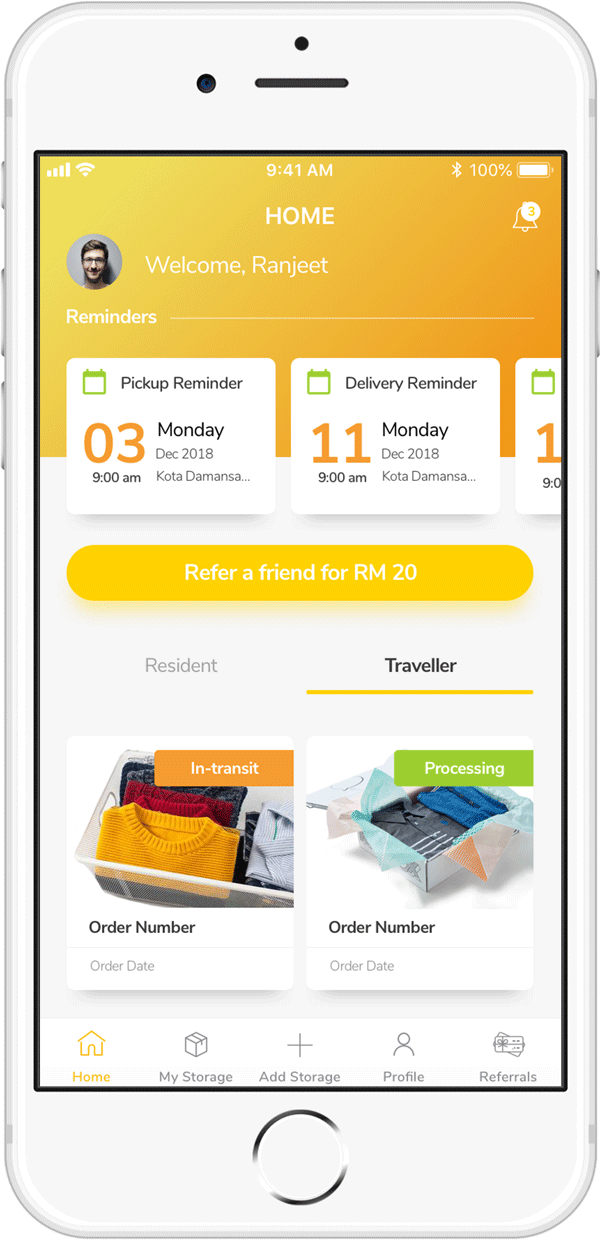 9:41 AM
100%
HOME
3
Welcome, Ranjeet
Reminders
Pickup Reminder
03
Monday
Dec 2018
9:00 am
Kota Damansa...
Delivery Reminder
11
Monday
Dec 2018
9:00 am
Kota Damansa...
1
9:0
Refer a friend for RM 20
Resident
Traveller
In-transit
Order Number
Order Date
Processing
Order Number
Order Date
Home
My Storage
Add Storage
Profile
Referrals